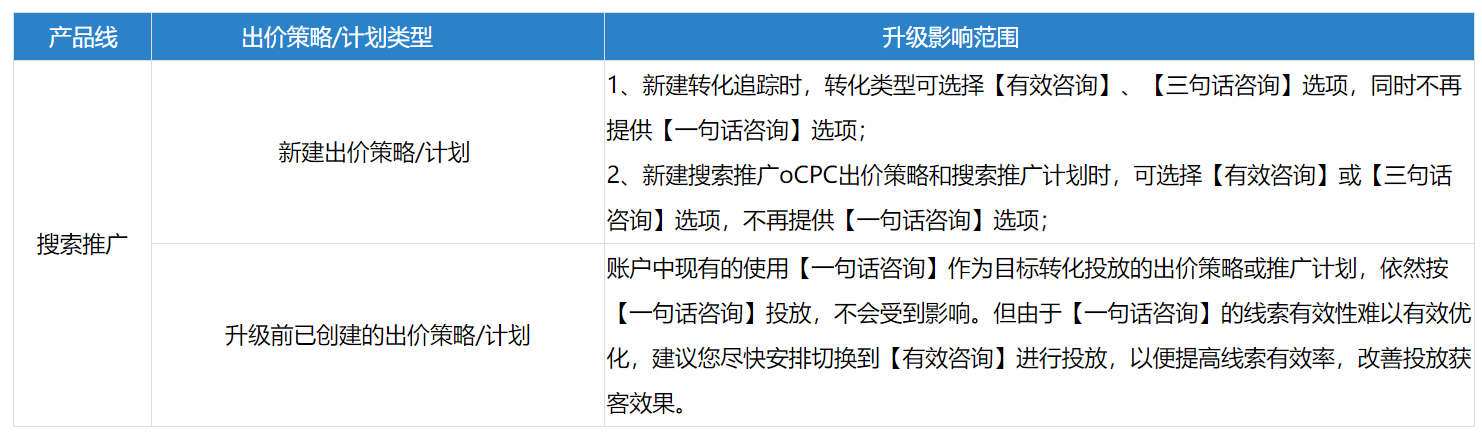 产品线
出价策略/计划类型
升级影响范围
搜索推广
新建出价策略/计划
1、新建转化追踪时，转化类型可选择【有效咨询】、【三句话咨询】选项，同时不再
提供【一句话咨询】选项；
2、新建搜索推广oCPC出价策略和搜索推广计划时，可选择【有效咨询】或【三句话
咨询】选项，不再提供【一句话咨询】选项；
升级前已创建的出价策略/计划
账户中现有的使用【一句话咨询】作为目标转化投放的出价策略或推广计划，依然按
【一句话咨询】投放，不会受到影响。但由于【一句话咨询】的线索有效性难以有效优
化，建议您尽快安排切换到【有效咨询】进行投放，以便提高线索有效率，改善投放获
客效果。